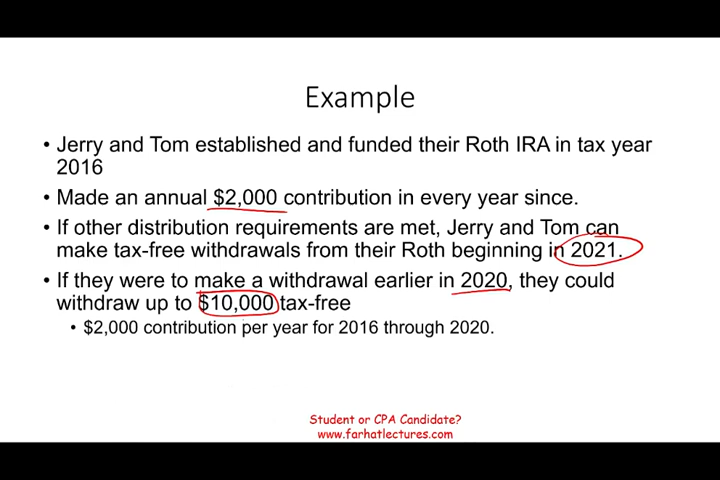 Example
• Jerry and Tom established and funded their Roth IRA in tax year
2016
• Made an annual $2,000 contribution in every year since.
• If other distribution requirements are met, Jerry and Tom can
make tax-free withdrawals from their Roth beginning in 2021.
• If they were to make a withdrawal earlier in 2020, they could
withdraw up to $10,000 tax-free
• $2,000 contribution per year for 2016 through 2020.
Student or CPA Candidate?
www.farhatlectures.com